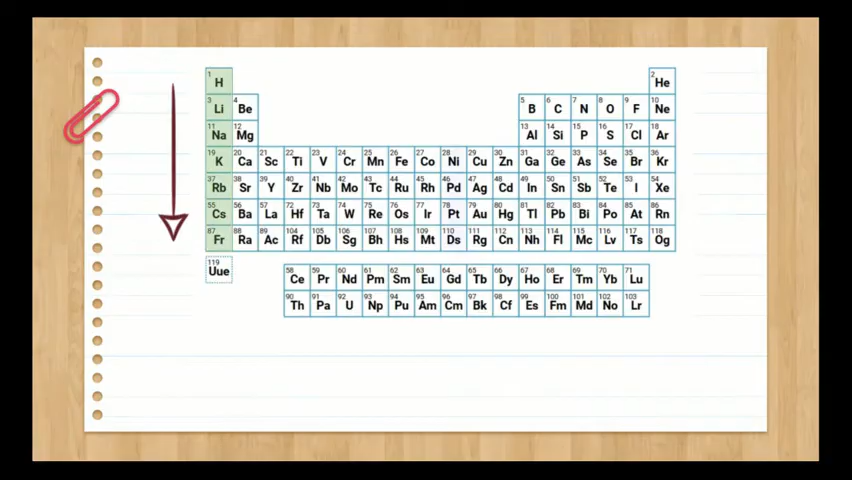 1 H 2 He
3 Li 4 Be 5 B 6 C 7 N 8 O 9 F 10 Ne
11 Na 12 Mg 13 Al 14 Si 15 P 16 S 17 Cl 18 Ar
19 K 20 Ca 21 Sc 22 Ti 23 V 24 Cr 25 Mn 26 Fe 27 Co 28 Ni 29 Cu 30 Zn 31 Ga 32 Ge 33 As 34 Se 35 Br 36 Kr
37 Rb 38 Sr 39 Y 40 Zr 41 Nb 42 Mo 43 Tc 44 Ru 45 Rh 46 Pd 47 Ag 48 Cd 49 In 50 Sn 51 Sb 52 Te 53 I 54 Xe
55 Cs 56 Ba 57 La 72 Hf 73 Ta 74 W 75 Re 76 Os 77 Ir 78 Pt 79 Au 80 Hg 81 Tl 82 Pb 83 Bi 84 Po 85 At 86 Rn
87 Fr 88 Ra 89 Ac 104 Rf 105 Db 106 Sg 107 Bh 108 Hs 109 Mt 110 Ds 111 Rg 112 Cn 113 Nh 114 Fl 115 Mc 116 Lv 117 Ts 118 Og
119 Uue
58 Ce 59 Pr 60 Nd 61 Pm 62 Sm 63 Eu 64 Gd 65 Tb 66 Dy 67 Ho 68 Er 69 Tm 70 Yb 71 Lu
90 Th 91 Pa 92 U 93 Np 94 Pu 95 Am 96 Cm 97 Bk 98 Cf 99 Es 100 Fm 101 Md 102 No 103 Lr